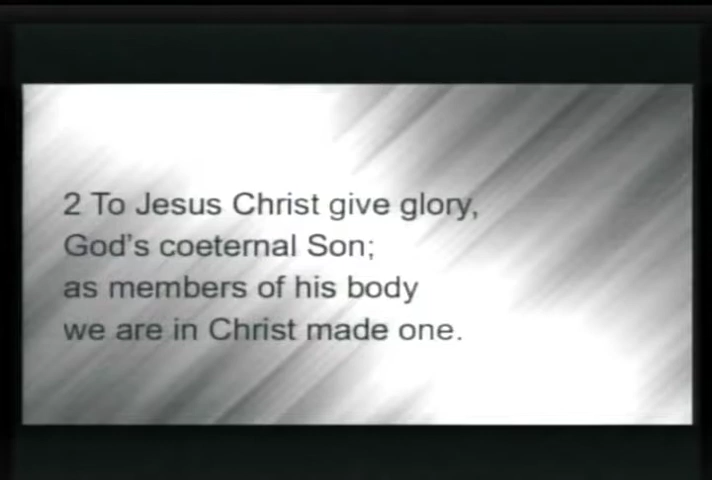 2 To Jesus Christ give glory,
God's coeternal Son;
as members of his body
we are in Christ made one.